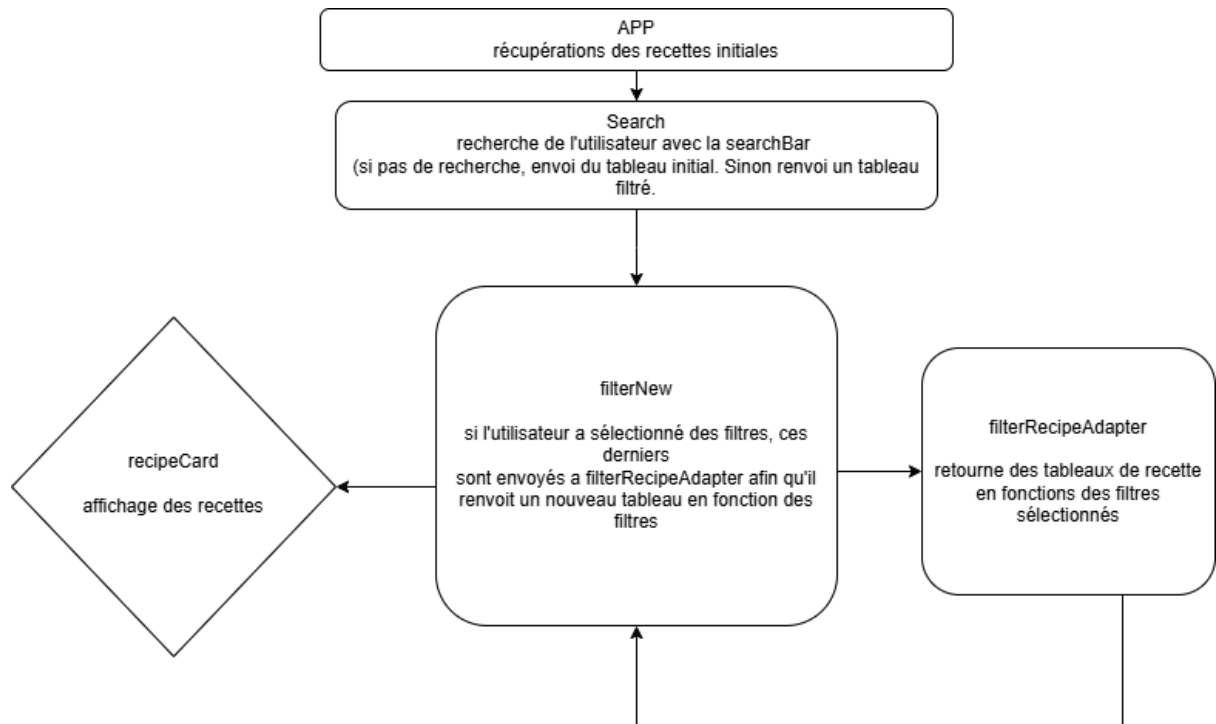 APP
récupérations des recettes initiales
Search
recherche de l'utilisateur avec la searchBar
(si pas de recherche, envoi du tableau initial. Sinon renvoi un tableau
filtré.
filterNew
si l'utilisateur a sélectionné des filtres, ces
derniers
sont envoyés a filterRecipeAdapter afin qu'il
renvoit un nouveau tableau en fonction des
filtres
recipeCard
affichage des recettes
filterRecipeAdapter
retourne des tableaux de recette
en fonctions des filtres
sélectionnés